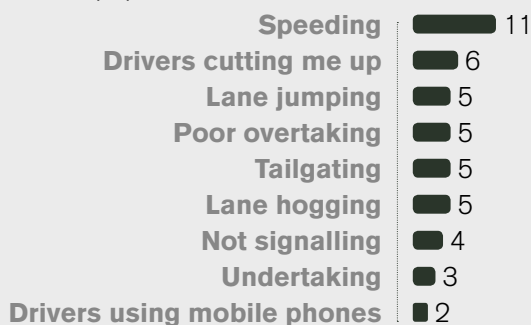 Speeding 11
Drivers cutting me up 6
Lane jumping 5
Poor overtaking 5
Tailgating 5
Lane hogging 5
Not signalling 4
Undertaking 3
Drivers using mobile phones 2